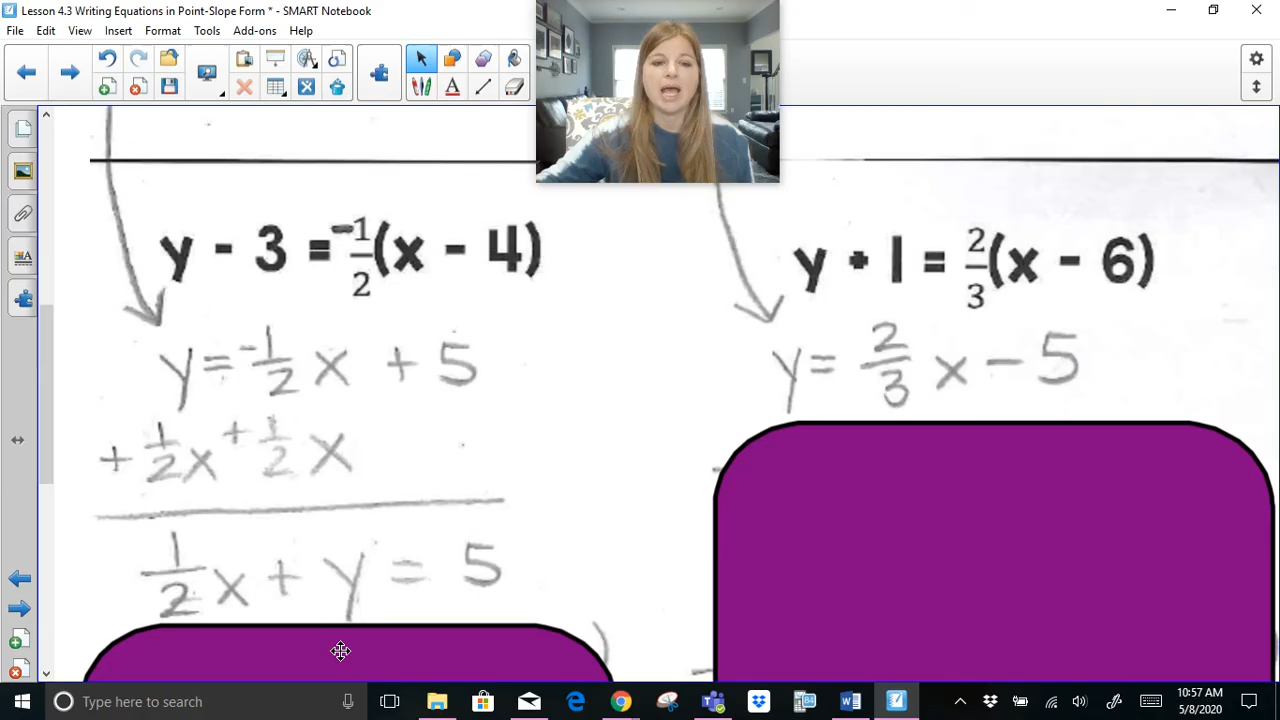 Lesson 4.3 Writing Equations in Point-Slope Form * - SMART Notebook
File Edit View Insert Format Tools Add-ons Help
y - 3 = -1/2(x - 4)
y = -1/2 x + 5
+ 1/2x + 1/2 x
1/2x + y = 5
y + 1 = 2/3(x - 6)
y = 2/3 x - 5
Type here to search
10:57 AM
5/8/2020